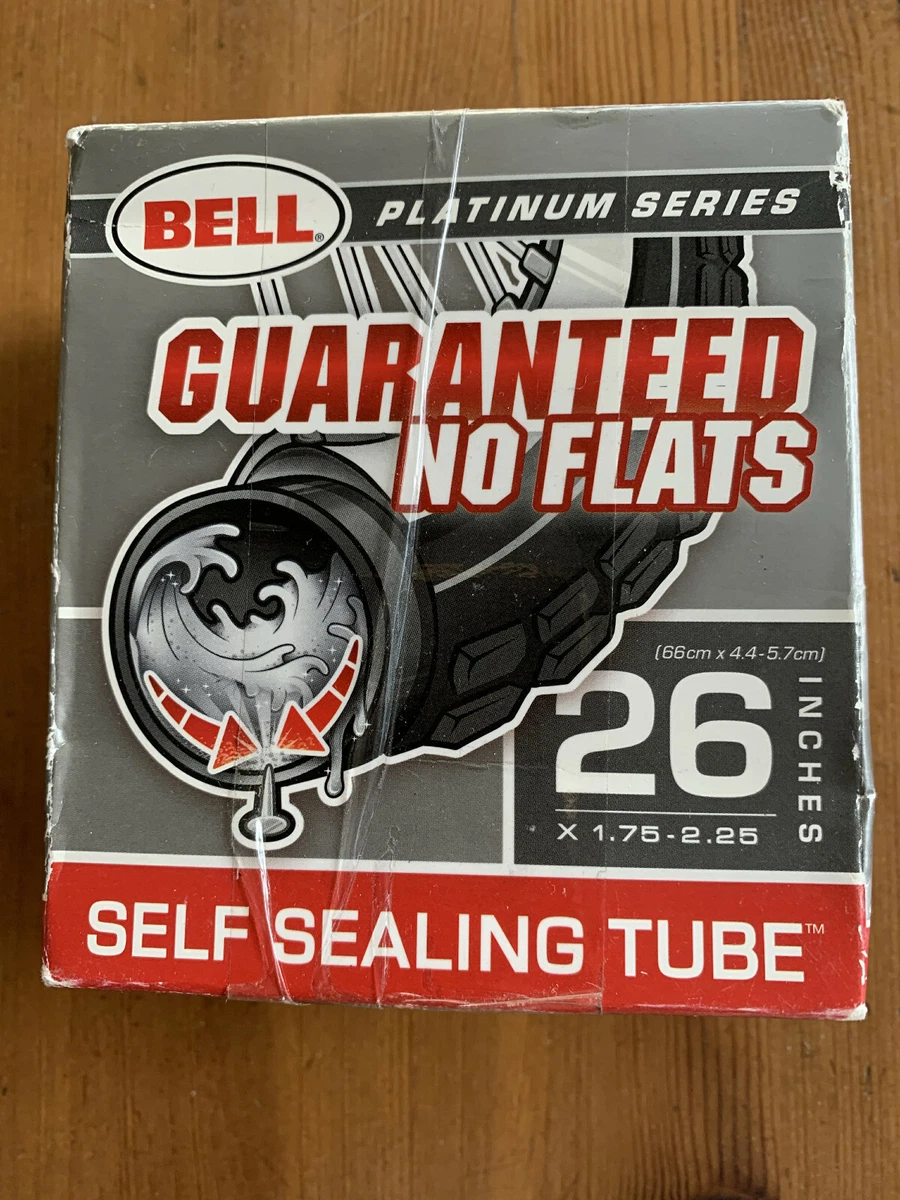 BELL®
PLATINUM SERIES
GUARANTEED
NO FLATS
(66cm x 4.4-5.7cm)
26
INCHES
X 1.75-2.25
SELF SEALING TUBE™